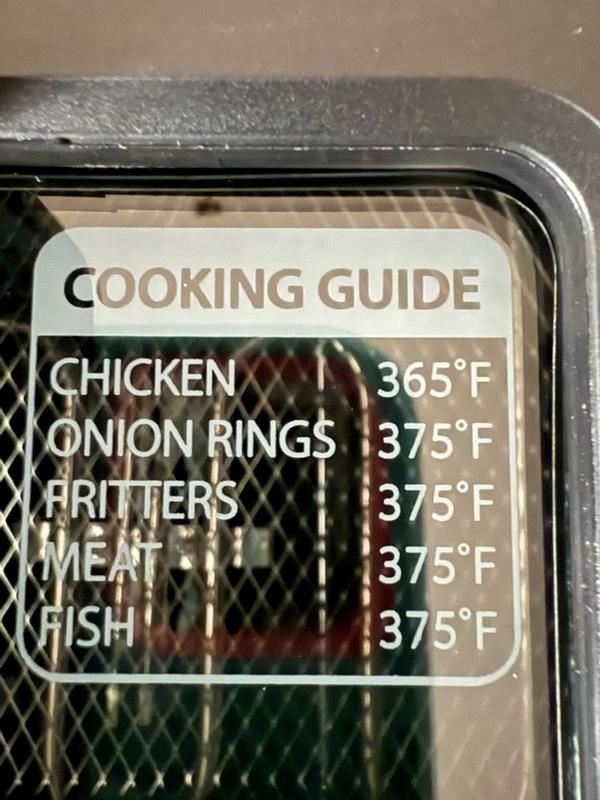 COOKING GUIDE
CHICKEN 365°F
ONION RINGS 375°F
FRITTERS 375°F
MEAT 375°F
FISH 375°F